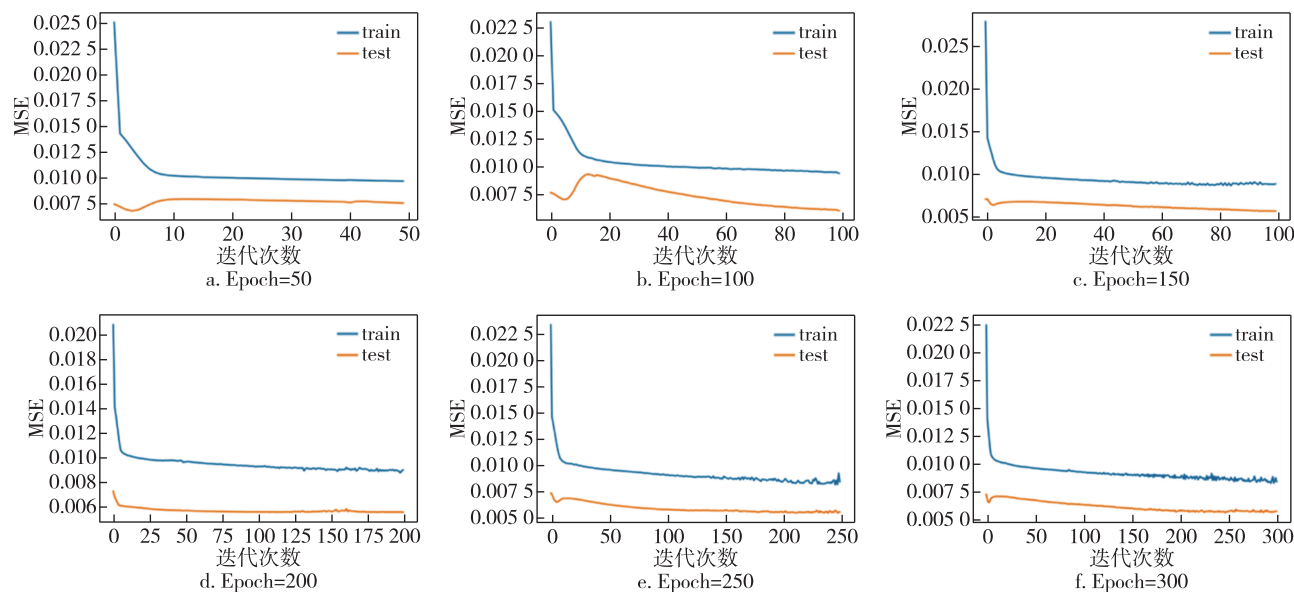 MSE
0.025 0
0.022 5
0.020 0
0.017 5
0.015 0
0.012 5
0.010 0
0.007 5
train
test
0 10 20 30 40 50
迭代次数
a. Epoch=50
MSE
0.022 5
0.020 0
0.017 5
0.015 0
0.012 5
0.010 0
0.007 5
train
test
0 20 40 60 80 100
迭代次数
b. Epoch=100
MSE
0.025 0
0.020 0
0.015 0
0.010 0
0.005 0
train
test
0 20 40 60 80 100
迭代次数
c. Epoch=150
MSE
0.020
0.018
0.016
0.014
0.012
0.010
0.008
0.006
train
test
0 25 50 75 100 125 150 175 200
迭代次数
d. Epoch=200
MSE
0.022 5
0.020 0
0.017 5
0.015 0
0.012 5
0.010 0
0.007 5
0.005 0
train
test
0 50 100 150 200 250
迭代次数
e. Epoch=250
MSE
0.022 5
0.020 0
0.017 5
0.015 0
0.012 5
0.010 0
0.007 5
0.005 0
train
test
0 50 100 150 200 250 300
迭代次数
f. Epoch=300